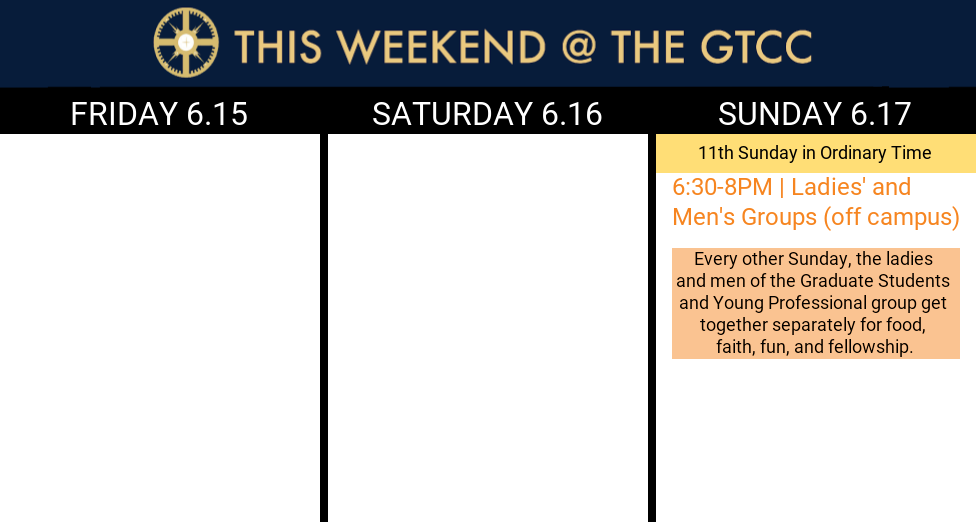 THIS WEEKEND @ THE GTCC
FRIDAY 6.15
SATURDAY 6.16
SUNDAY 6.17
11th Sunday in Ordinary Time
6:30-8PM | Ladies' and
Men's Groups (off campus)
Every other Sunday, the ladies
and men of the Graduate Students
and Young Professional group get
together separately for food,
faith, fun, and fellowship.